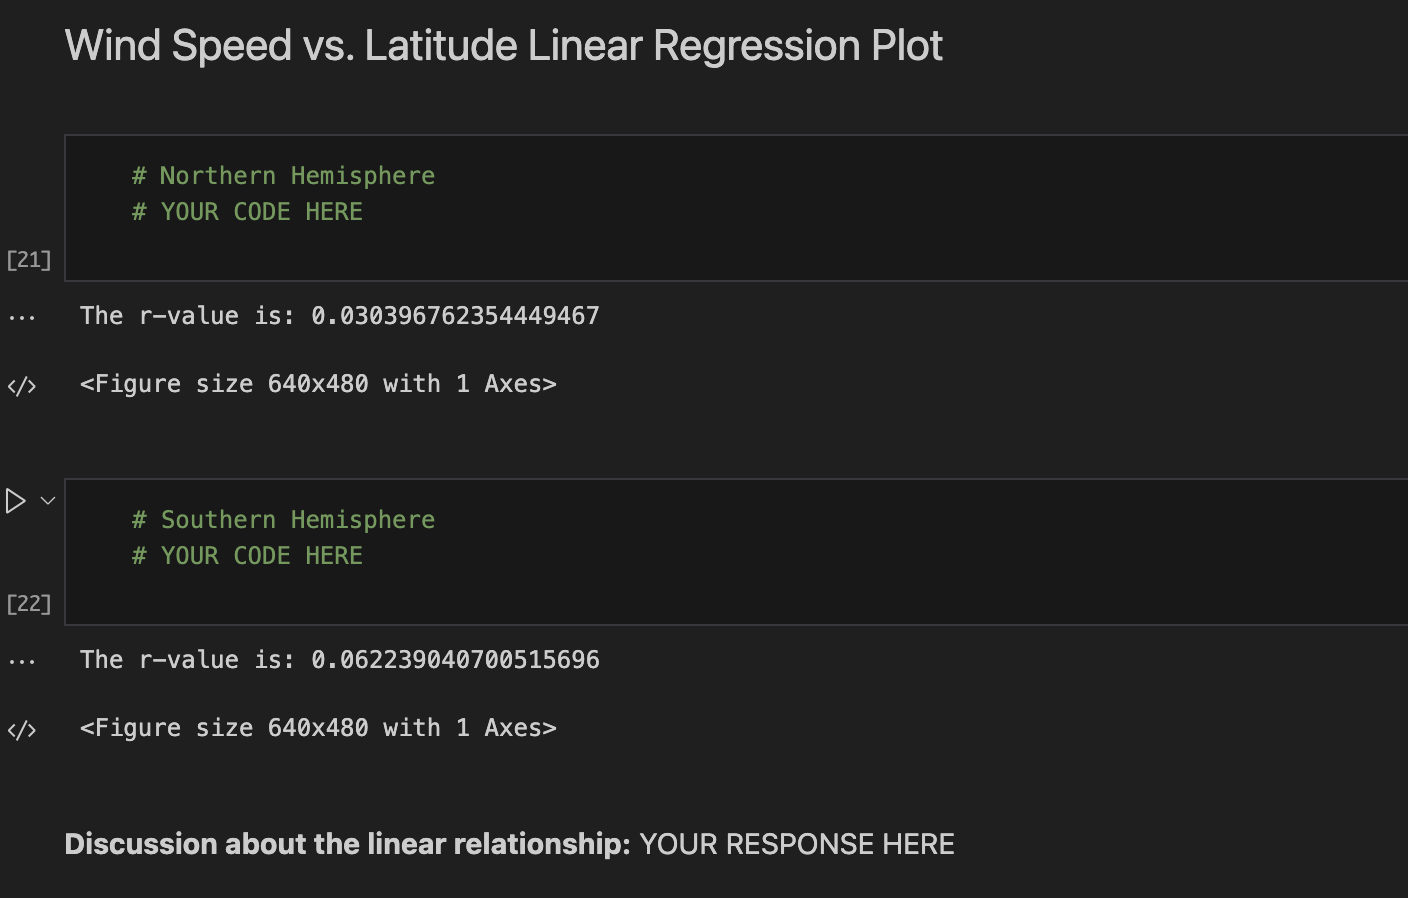 Wind Speed vs. Latitude Linear Regression Plot
# Northern Hemisphere
# YOUR CODE HERE
[21]
... The r-value is: 0.030396762354449467
</> <Figure size 640x480 with 1 Axes>
# Southern Hemisphere
# YOUR CODE HERE
[22]
... The r-value is: 0.062239040700515696
</> <Figure size 640x480 with 1 Axes>
Discussion about the linear relationship: YOUR RESPONSE HERE